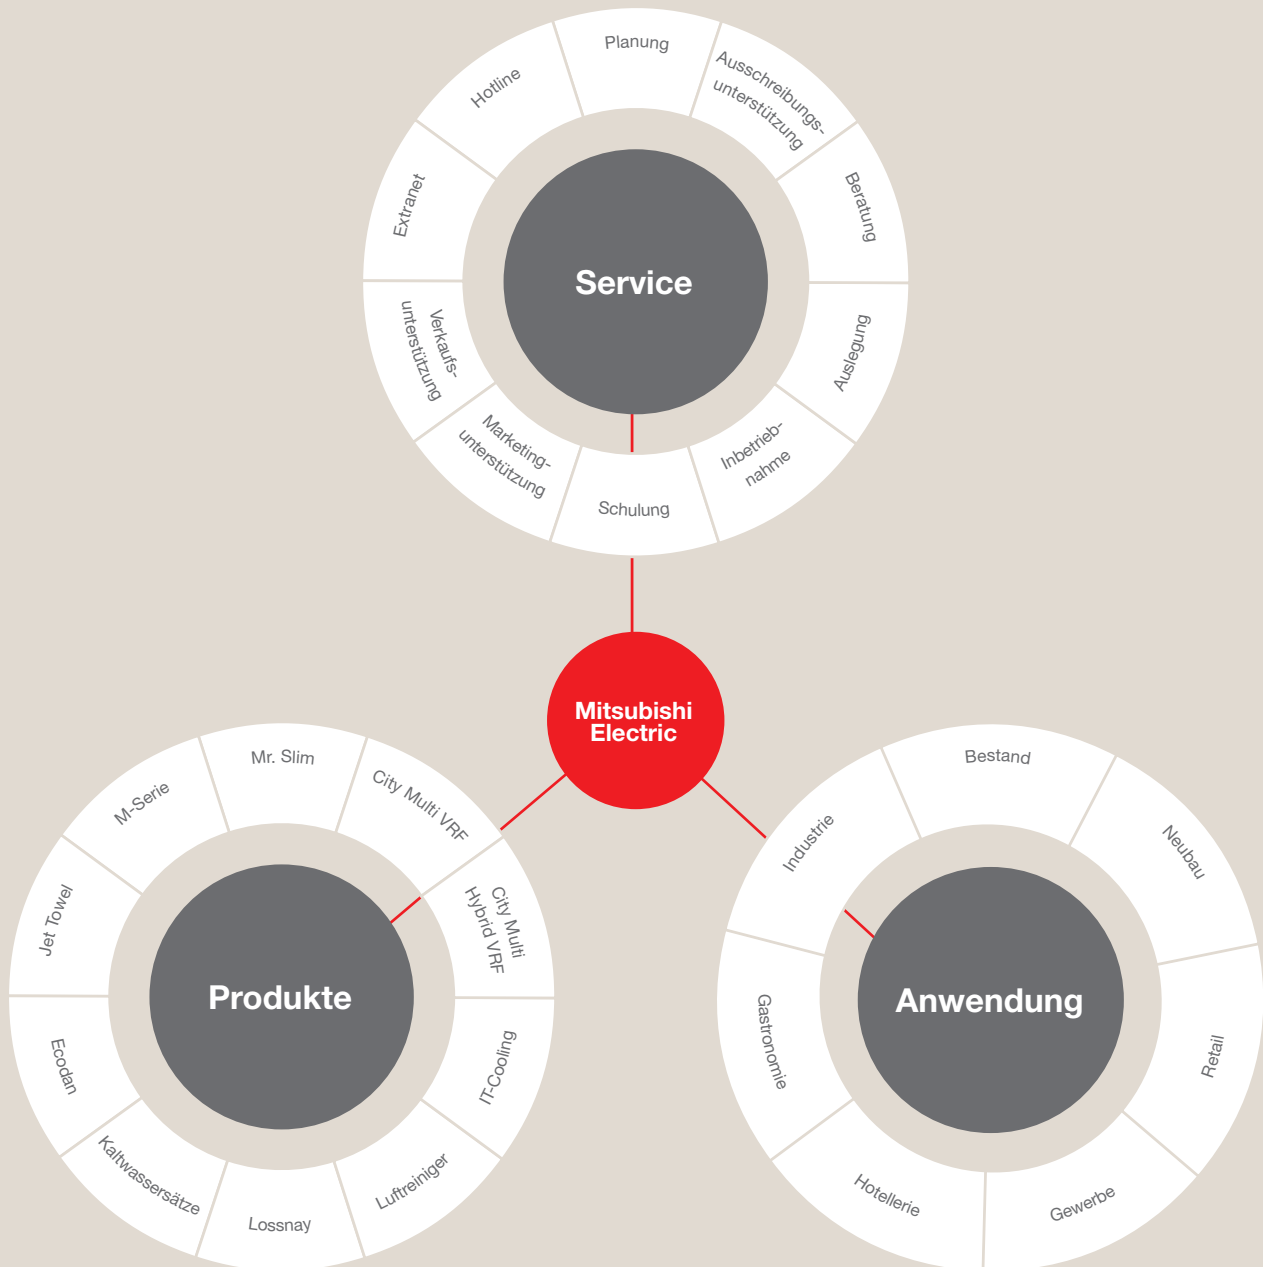 Planung
Ausschreibungs-
unterstützung
Beratung
Auslegung
Inbetrieb-
nahme
Schulung
Marketing-
unterstützung
Verkaufs-
unterstützung
Extranet
Hotline
Service
Mitsubishi
Electric
Mr. Slim
City Multi VRF
City Multi
Hybrid VRF
IT-Cooling
Luftreiniger
Lossnay
Kaltwassersätze
Ecodan
Jet Towel
M-Serie
Produkte
Bestand
Neubau
Retail
Gewerbe
Hotellerie
Gastronomie
Industrie
Anwendung